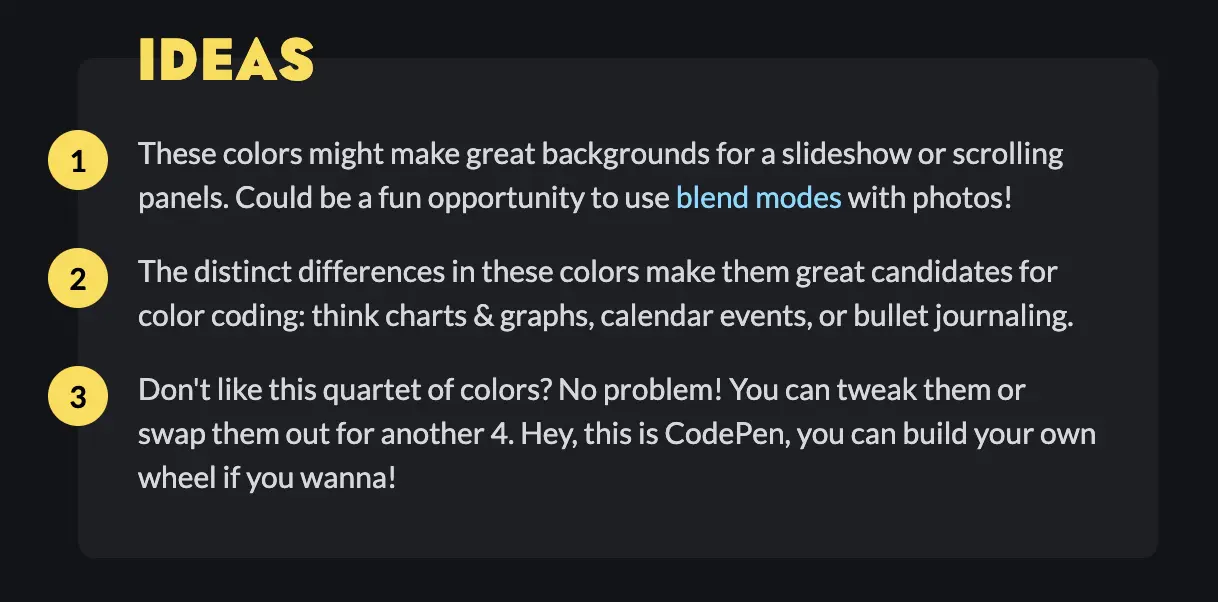 IDEAS
1
These colors might make great backgrounds for a slideshow or scrolling
panels. Could be a fun opportunity to use blend modes with photos!
2
The distinct differences in these colors make them great candidates for
color coding: think charts & graphs, calendar events, or bullet journaling.
3
Don't like this quartet of colors? No problem! You can tweak them or
swap them out for another 4. Hey, this is CodePen, you can build your own
wheel if you wanna!